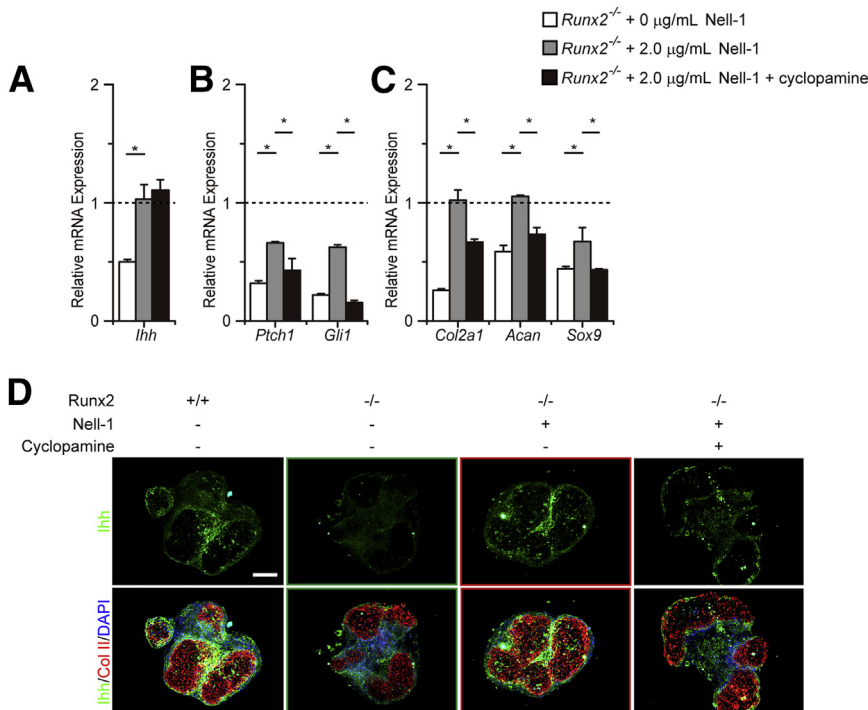 Runx2-/- + 0 μg/mL Nell-1
Runx2-/- + 2.0 μg/mL Nell-1
Runx2-/- + 2.0 μg/mL Nell-1 + cyclopamine
A
Relative mRNA Expression
2
1
0
*
Ihh
B
Relative mRNA Expression
2
1
0
* * * *
Ptch1 Gli1
C
Relative mRNA Expression
2
1
0
* * * * * *
Col2a1 Acan Sox9
D
Runx2 +/+ -/- -/- -/-
Nell-1 - - + +
Cyclopamine - - - +
Ihh
Ihh/Col II/DAPI